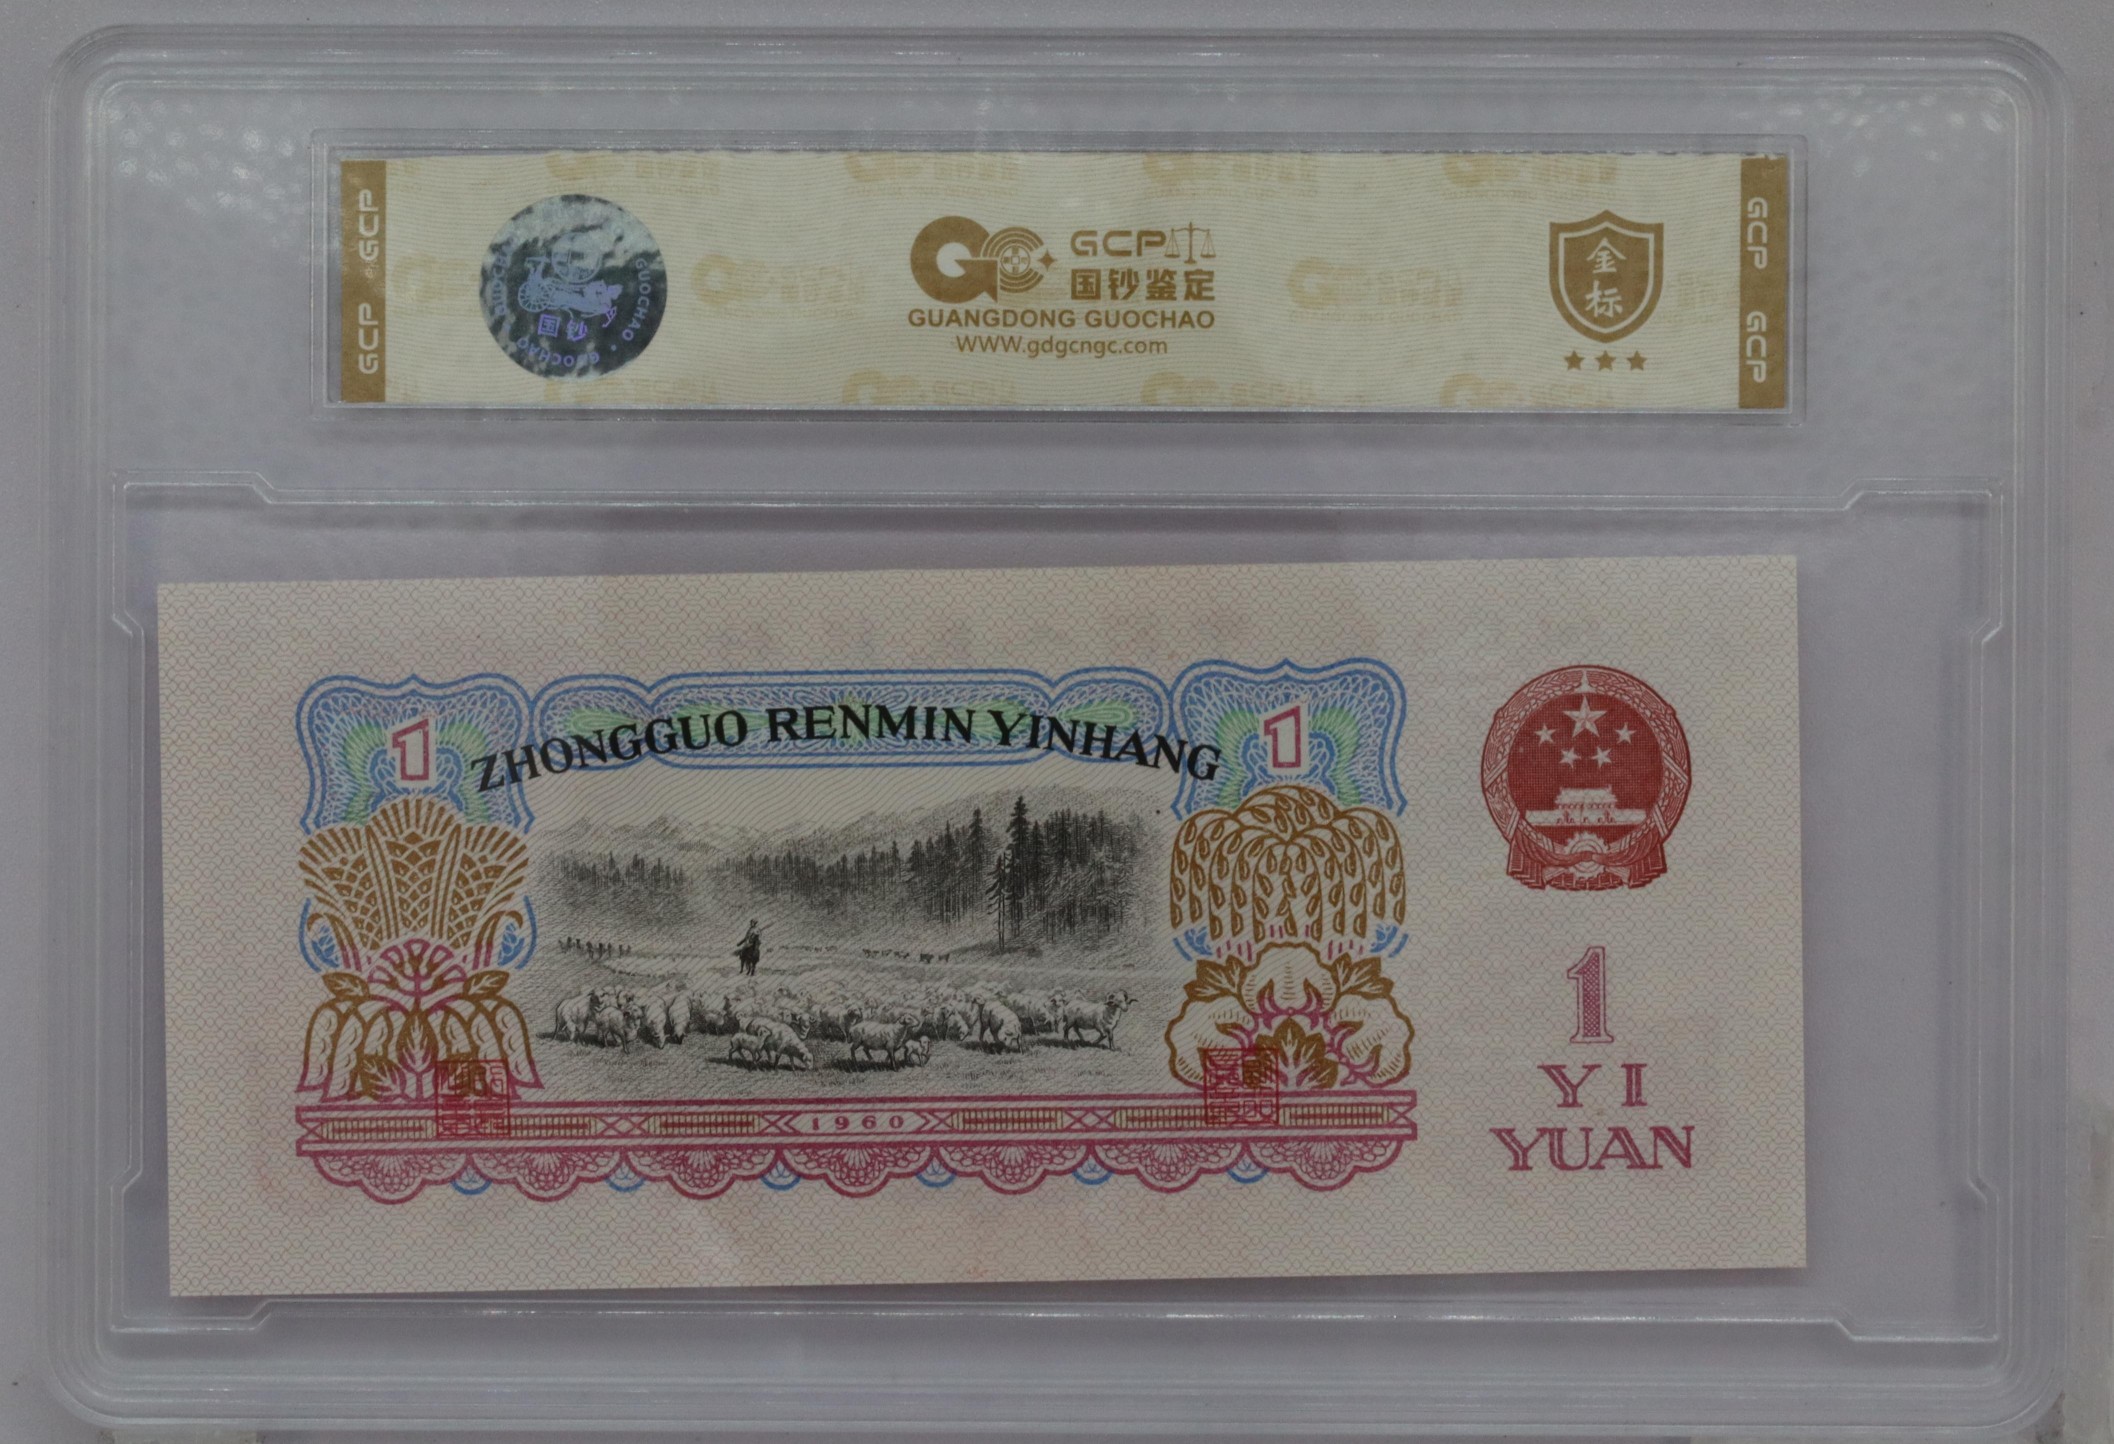 GCP GCP
GUOCHAO · GUOCHAO
国钞
GCP
国钞鉴定
GUANGDONG GUOCHAO
WWW.gdgcngc.com
金标
GCP GCP
ZHONGGUO RENMIN YINHANG
1
1
1960
1
YI
YUAN